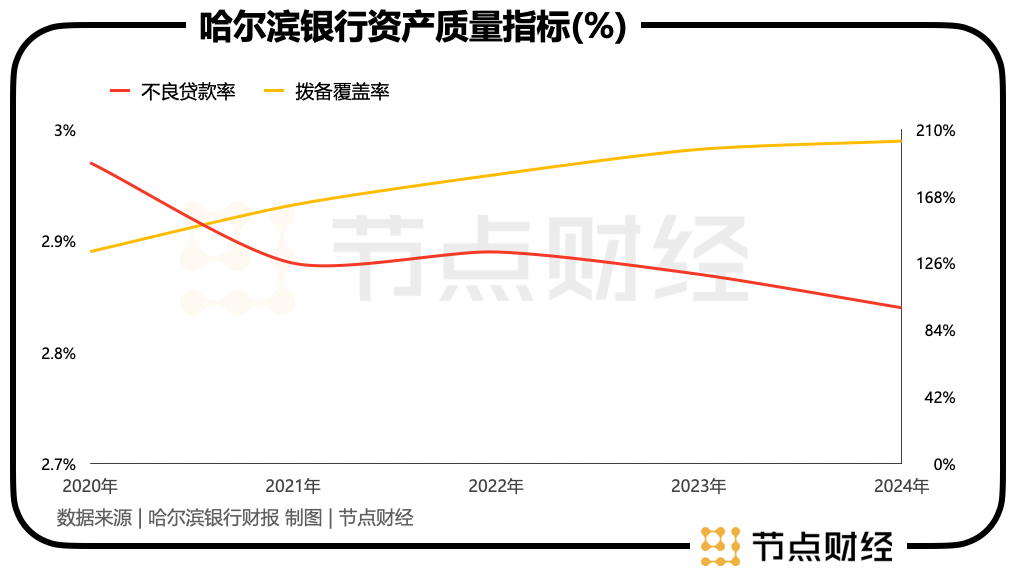 哈尔滨银行资产质量指标(%)
不良贷款率 拨备覆盖率
3% 210%
168%
2.9%
126%
2.8% 84%
42%
2.7% 0%
2020年 2021年 2022年 2023年 2024年
节点财经
数据来源 | 哈尔滨银行财报 制图 | 节点财经
节点财经